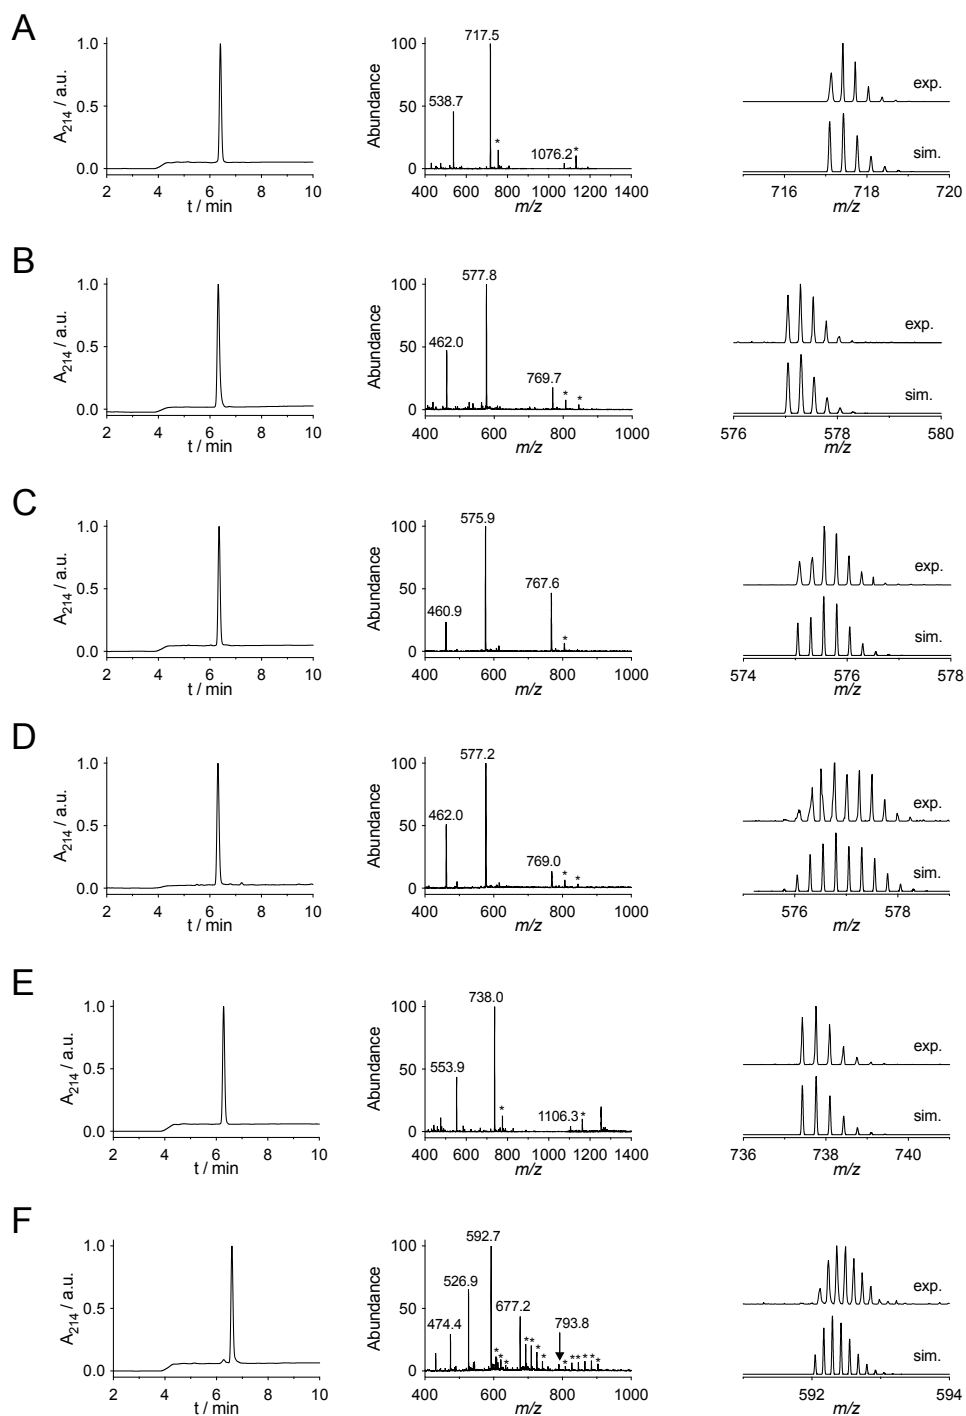 A
1.0
0.5
0.0
A214 / a.u.
2 4 6 8 10
t / min
100
50
0
Abundance
717.5
538.7
1076.2
* *
400 600 800 1000 1200 1400
m/z
exp.
sim.
716 718 720
m/z
B
1.0
0.5
0.0
A214 / a.u.
2 4 6 8 10
t / min
100
50
0
Abundance
577.8
462.0
769.7
* *
400 600 800 1000
m/z
exp.
sim.
576 578 580
m/z
C
1.0
0.5
0.0
A214 / a.u.
2 4 6 8 10
t / min
100
50
0
Abundance
575.9
767.6
460.9
*
400 600 800 1000
m/z
exp.
sim.
574 576 578
m/z
D
1.0
0.5
0.0
A214 / a.u.
2 4 6 8 10
t / min
100
50
0
Abundance
577.2
462.0
769.0
* *
400 600 800 1000
m/z
exp.
sim.
576 578
m/z
E
1.0
0.5
0.0
A214 / a.u.
2 4 6 8 10
t / min
100
50
0
Abundance
738.0
553.9
1106.3
* *
400 600 800 1000 1200 1400
m/z
exp.
sim.
736 738 740
m/z
F
1.0
0.5
0.0
A214 / a.u.
2 4 6 8 10
t / min
100
50
0
Abundance
592.7
526.9
677.2
474.4
793.8
* * * * * * * * * * * * *
400 600 800 1000
m/z
exp.
sim.
592 594
m/z